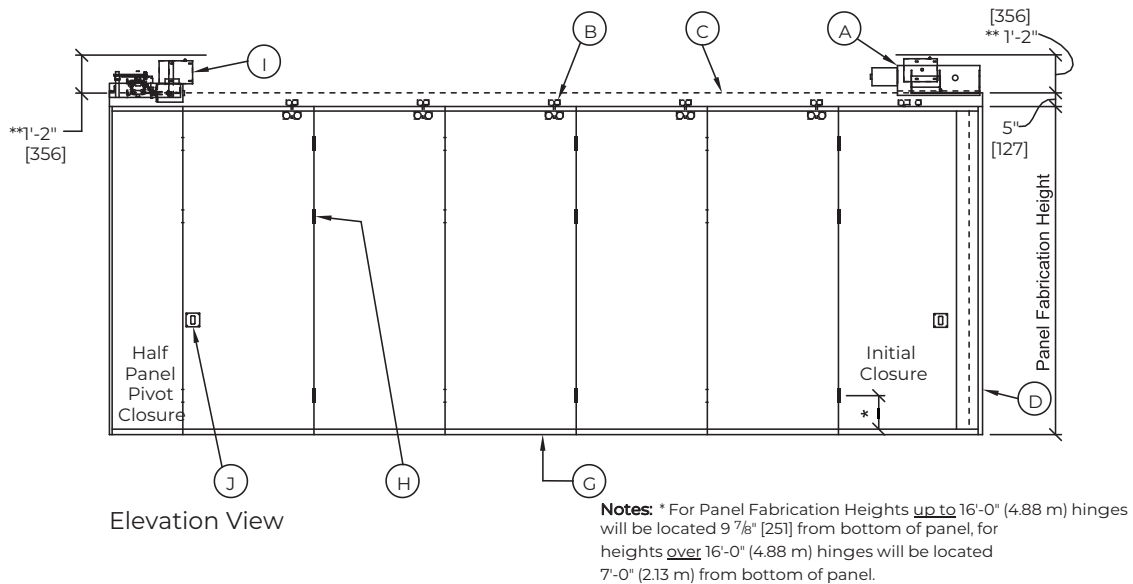 [356]
** 1'-2"
I
B
C
A
**1'-2"
[356]
5"
[127]
Panel Fabrication Height
Half
Panel
Pivot
Closure
Initial
Closure
*
D
J
H
G
Elevation View
Notes: * For Panel Fabrication Heights up to 16'-0" (4.88 m) hinges
will be located 9 7/8" [251] from bottom of panel, for
heights over 16'-0" (4.88 m) hinges will be located
7'-0" (2.13 m) from bottom of panel.